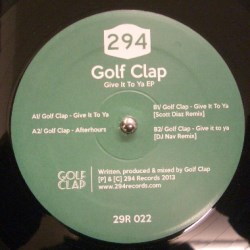 294
Golf Clap
Give It To Ya EP
A1/ Golf Clap - Give It To Ya
A2/ Golf Clap - Afterhours
B1/ Golf Clap - Give It To Ya
[Scott Diaz Remix]
B2/ Golf Clap - Give it to ya
[DJ Nav Remix]
GOLF
CLAP
Written, produced & mixed by Golf Clap
[P] & [C] 294 Records 2013
www.294records.com
29R 022